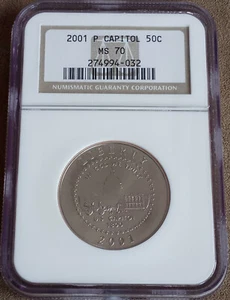 2001 P CAPITOL 50C
MS 70
274994-032
NUMISMATIC GUARANTY CORPORATION
LIBERTY
2001